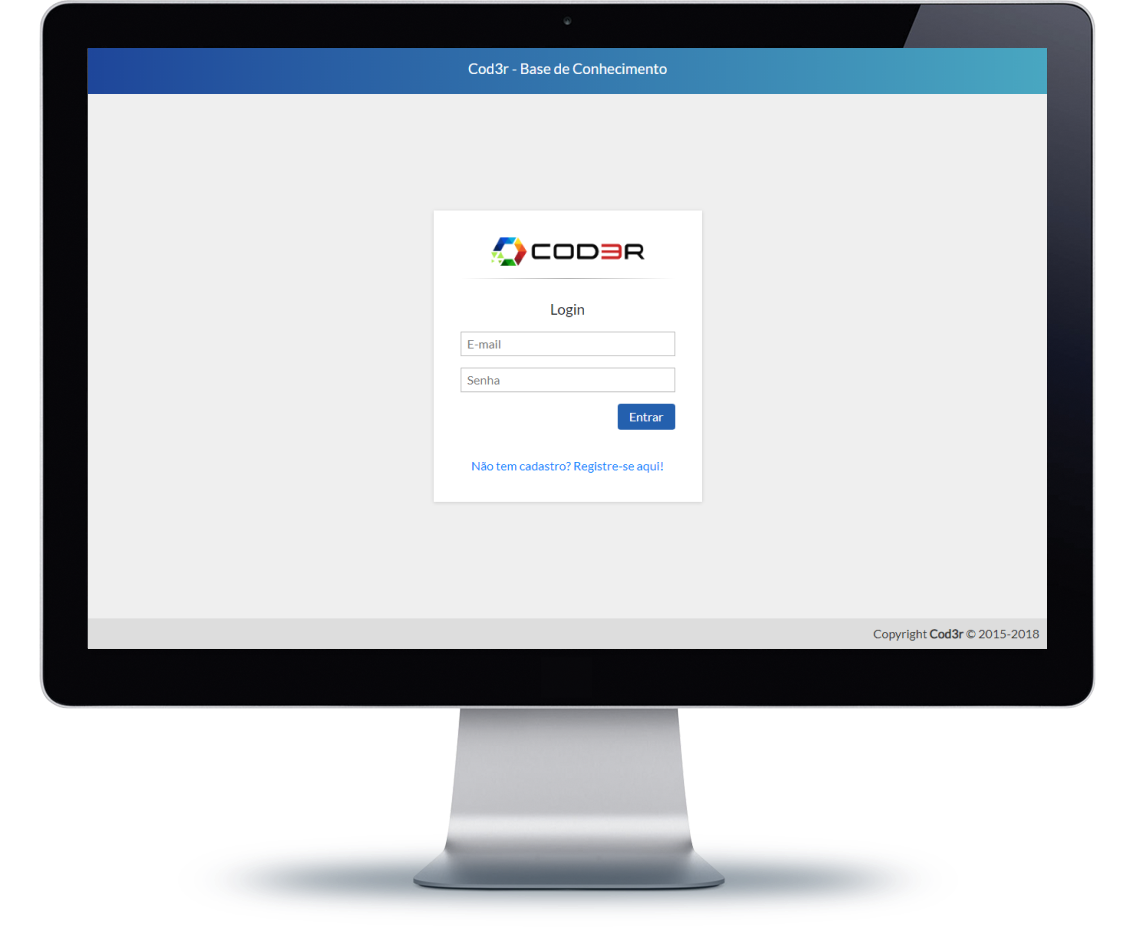 Cod3r - Base de Conhecimento
COD3R
Login
E-mail
Senha
Entrar
Não tem cadastro? Registre-se aqui!
Copyright Cod3r © 2015-2018